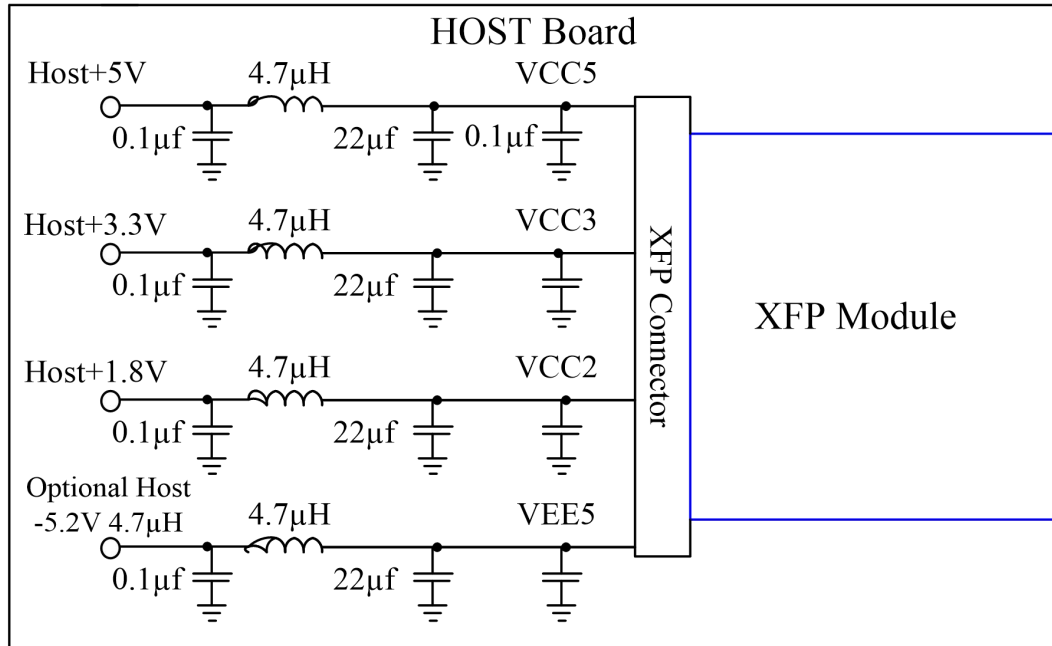 HOST Board
Host+5V
4.7µH
VCC5
0.1µf
22µf
0.1µf
Host+3.3V
4.7µH
VCC3
0.1µf
22µf
XFP Connector
XFP Module
Host+1.8V
4.7µH
VCC2
0.1µf
22µf
Optional Host
-5.2V 4.7µH
4.7µH
VEE5
0.1µf
22µf